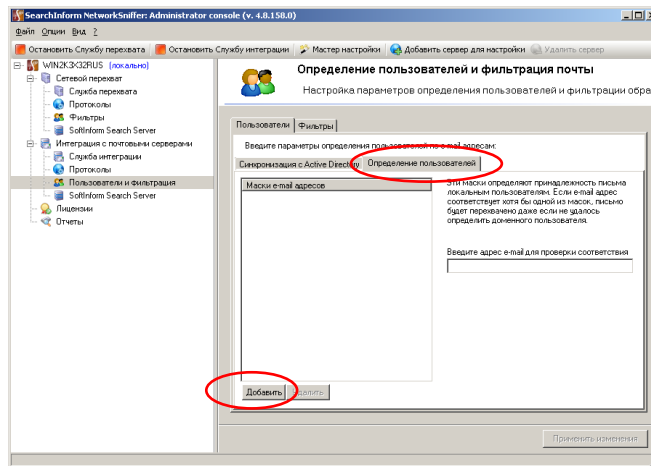 SearchInform NetworkSniffer: Administrator console (v. 4.8.158.0)
Файл Опции Вид ?
Остановить Службу перехвата Остановить Службу интеграции Мастер настройки Добавить сервер для настройки Удалить сервер
WIN2K3X32RUS (локально)
Сетевой перехват
Служба перехвата
Протоколы
Фильтры
SoftInform Search Server
Интеграция с почтовыми серверами
Служба интеграции
Протоколы
Пользователи и фильтрация
SoftInform Search Server
Лицензии
Отчеты
Определение пользователей и фильтрация почты
Настройка параметров определения пользователей и фильтрации обра
Пользователи Фильтры
Введите параметры определения пользователей по e-mail адресам:
Синхронизация с Active Directory Определение пользователей
Маски e-mail адресов
Эти маски определяют принадлежность письма
локальным пользователям. Если e-mail адрес
соответствует хотя бы одной из масок, письмо
будет перехвачено даже если не удалось
определить доменного пользователя.
Введите адрес e-mail для проверки соответствия
Добавить Удалить
Применить изменения